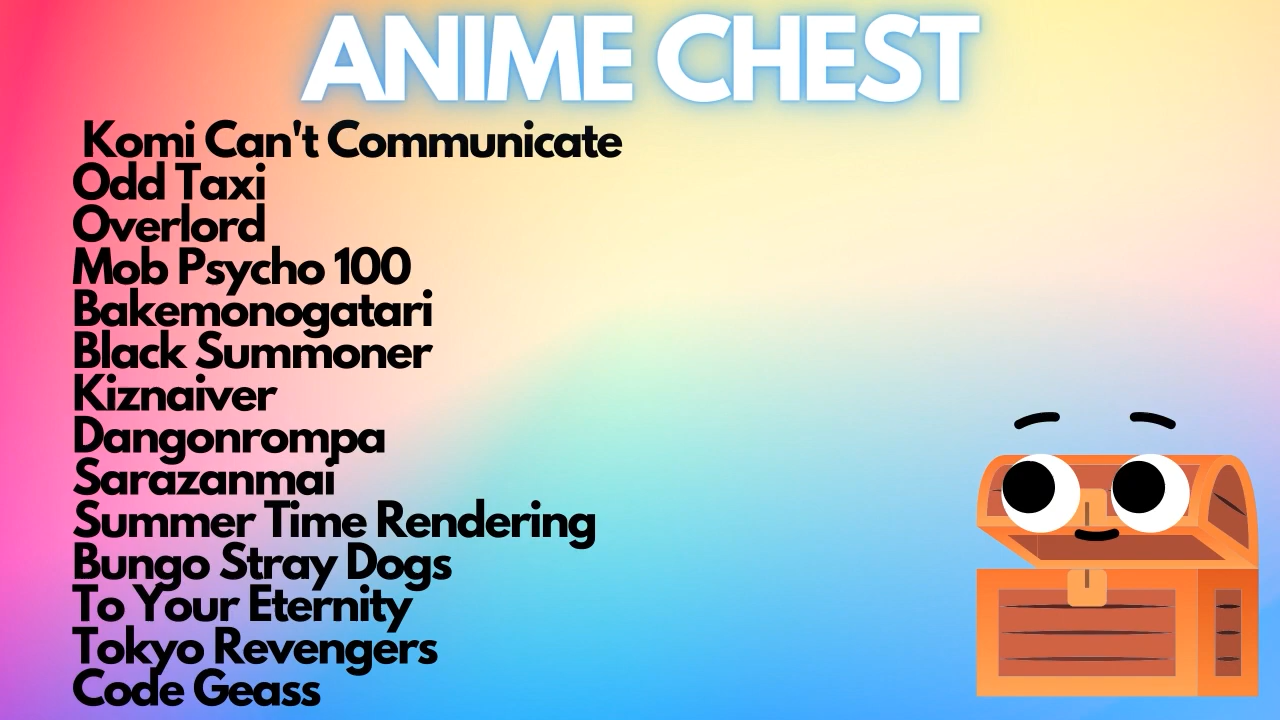 ANIME CHEST
Komi Can't Communicate
Odd Taxi
Overlord
Mob Psycho 100
Bakemonogatari
Black Summoner
Kiznaiver
Dangonrompa
Sarazanmai
Summer Time Rendering
Bungo Stray Dogs
To Your Eternity
Tokyo Revengers
Code Geass